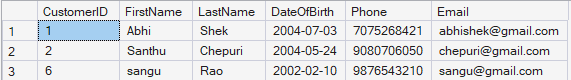 CustomerID FirstName LastName DateOfBirth Phone Email
1 1 Abhi Shek 2004-07-03 7075268421 abhishek@gmail.com
2 2 Santhu Chepuri 2004-05-24 9080706050 chepuri@gmail.com
3 6 sangu Rao 2002-02-10 9876543210 sangu@gmail.com